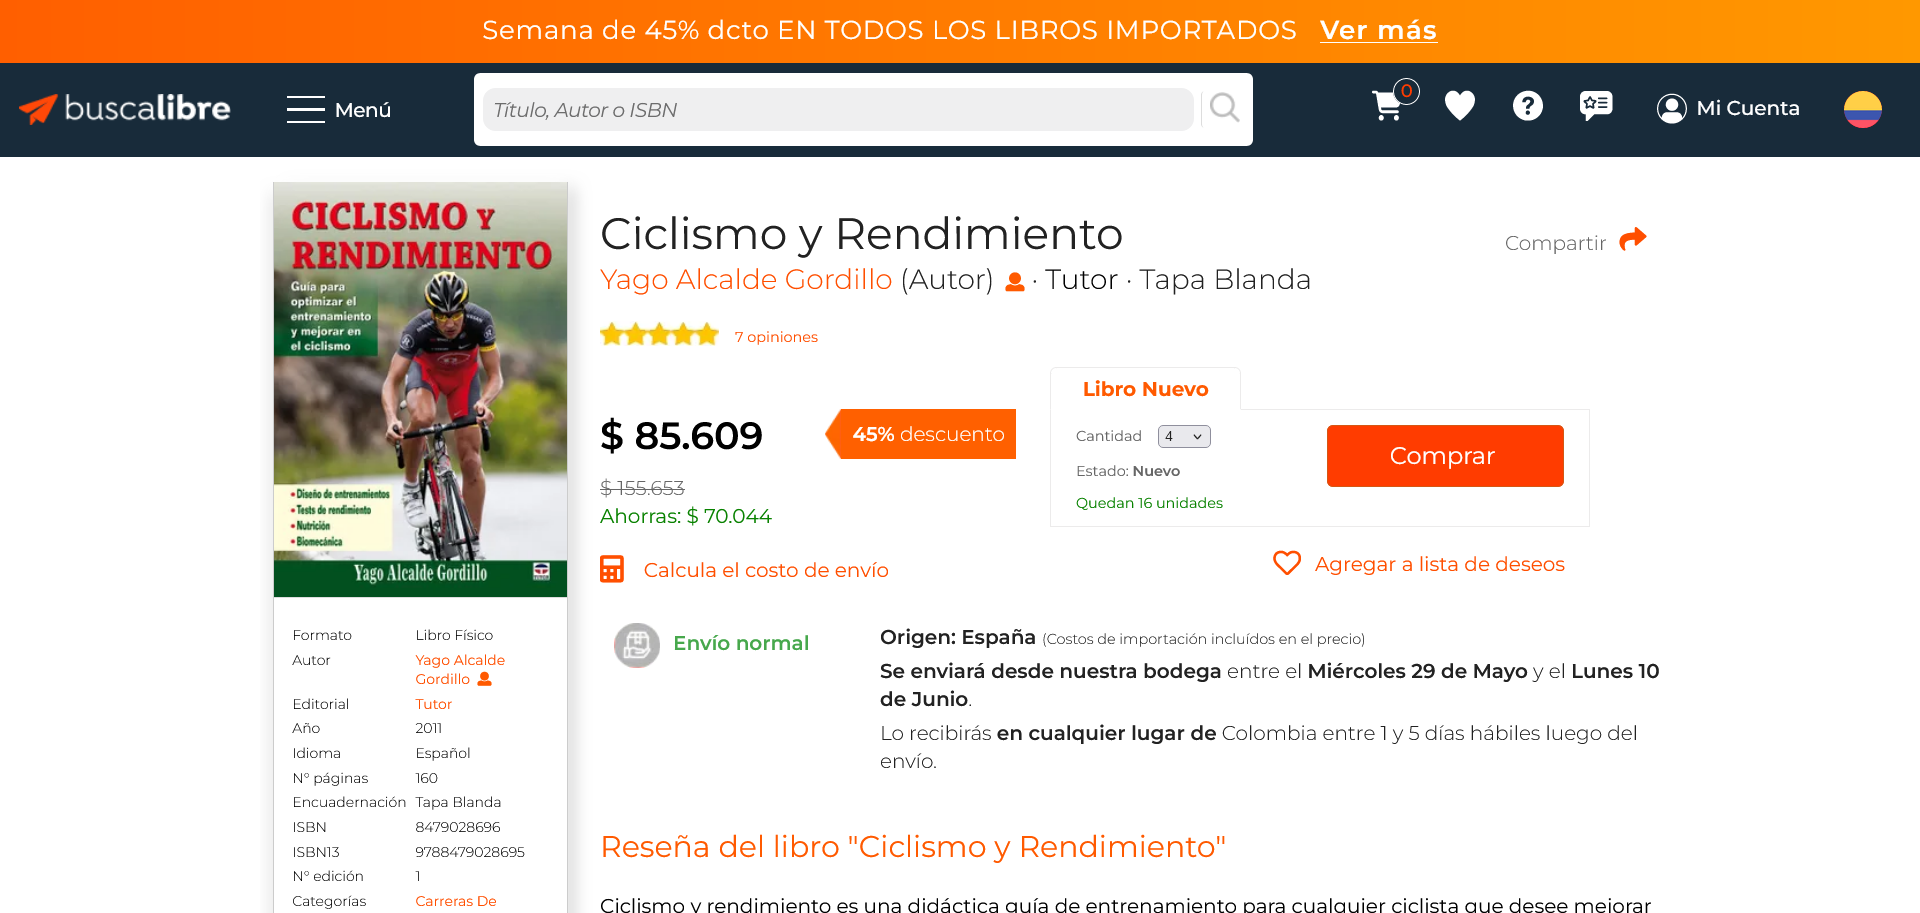 Semana de 45% dcto EN TODOS LOS LIBROS IMPORTADOS Ver más
buscalibre
Menú
Título, Autor o ISBN
0
Mi Cuenta
CICLISMO Y
RENDIMIENTO
Guía para
optimizar el
entrenamiento
y mejorar en
el ciclismo
• Diseño de entrenamientos
• Tests de rendimiento
• Nutrición
• Biomecánica
Yago Alcalde Gordillo
Ciclismo y Rendimiento
Compartir
Yago Alcalde Gordillo (Autor) · Tutor · Tapa Blanda
7 opiniones
Libro Nuevo
$ 85.609
45% descuento
Cantidad 4
Comprar
Estado: Nuevo
$ 155.653
Quedan 16 unidades
Ahorras: $ 70.044
Calcula el costo de envío
Agregar a lista de deseos
Envío normal
Origen: España (Costos de importación incluídos en el precio)
Se enviará desde nuestra bodega entre el Miércoles 29 de Mayo y el Lunes 10
de Junio.
Lo recibirás en cualquier lugar de Colombia entre 1 y 5 días hábiles luego del
envío.
Formato Libro Físico
Autor Yago Alcalde
Gordillo
Editorial Tutor
Año 2011
Idioma Español
N° páginas 160
Encuadernación Tapa Blanda
ISBN 8479028696
ISBN13 9788479028695
N° edición 1
Categorías Carreras De
Reseña del libro "Ciclismo y Rendimiento"
Ciclismo y rendimiento es una didáctica guía de entrenamiento para cualquier ciclista que desee mejorar